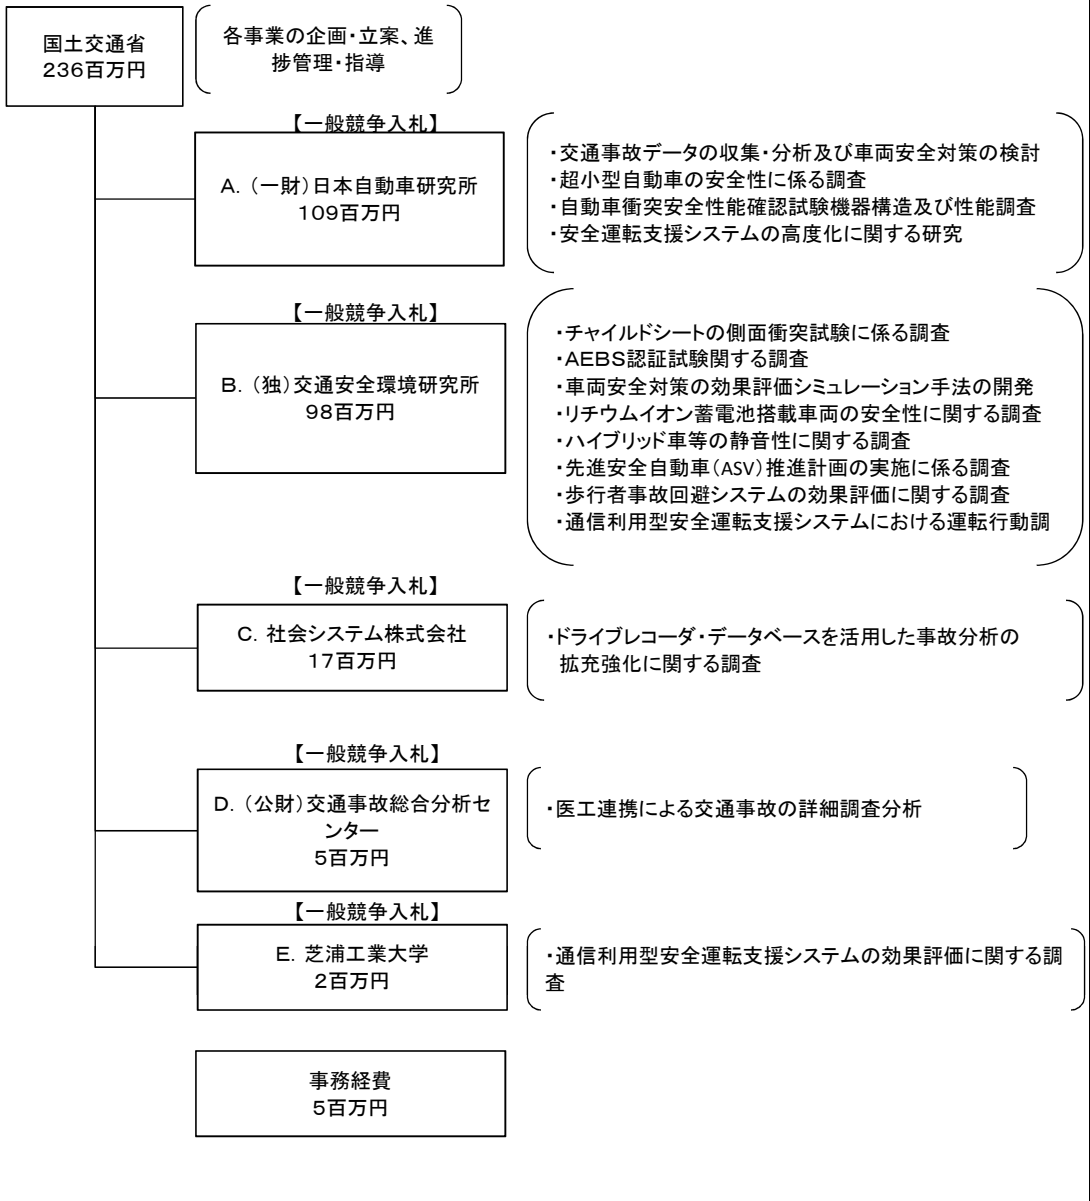 国土交通省
236百万円
各事業の企画・立案、進
捗管理・指導
【一般競争入札】
A. （一財）日本自動車研究所
109百万円
・交通事故データの収集・分析及び車両安全対策の検討
・超小型自動車の安全性に係る調査
・自動車衝突安全性能確認試験機器構造及び性能調査
・安全運転支援システムの高度化に関する研究
【一般競争入札】
B. （独）交通安全環境研究所
98百万円
・チャイルドシートの側面衝突試験に係る調査
・AEBS認証試験関する調査
・車両安全対策の効果評価シミュレーション手法の開発
・リチウムイオン蓄電池搭載車両の安全性に関する調査
・ハイブリッド車等の静音性に関する調査
・先進安全自動車（ASV）推進計画の実施に係る調査
・歩行者事故回避システムの効果評価に関する調査
・通信利用型安全運転支援システムにおける運転行動調
【一般競争入札】
C. 社会システム株式会社
17百万円
・ドライブレコーダ・データベースを活用した事故分析の
拡充強化に関する調査
【一般競争入札】
D. （公財）交通事故総合分析セ
ンター
5百万円
・医工連携による交通事故の詳細調査分析
【一般競争入札】
E. 芝浦工業大学
2百万円
・通信利用型安全運転支援システムの効果評価に関する調
査
事務経費
5百万円